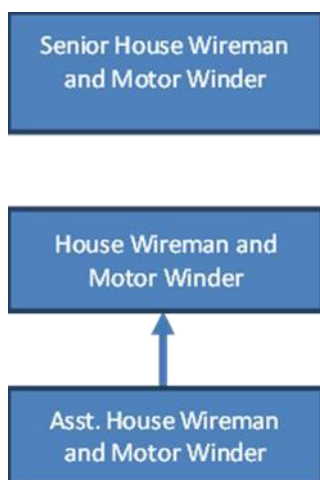 Senior House Wireman
and Motor Winder
House Wireman and
Motor Winder
Asst. House Wireman
and Motor Winder